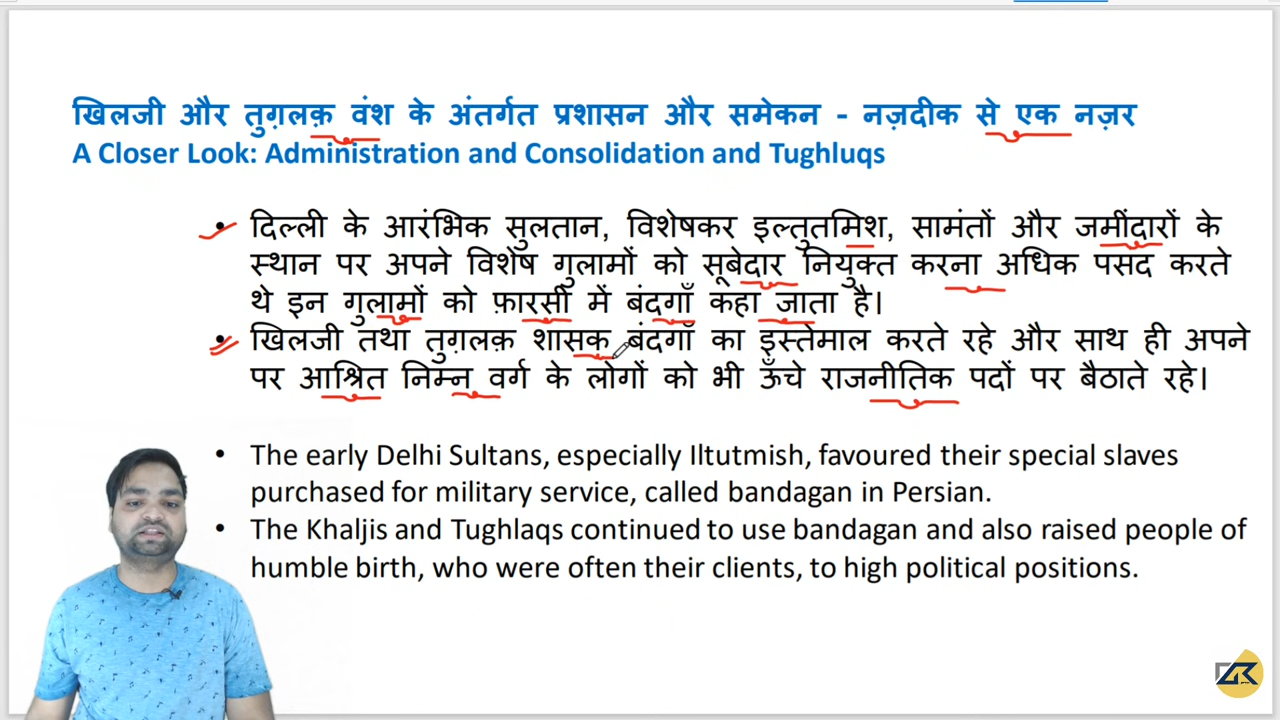 खिलजी और तुग़लक़ वंश के अंतर्गत प्रशासन और समेकन - नज़दीक से एक नज़र
A Closer Look: Administration and Consolidation and Tughluqs
• दिल्ली के आरंभिक सुलतान, विशेषकर इल्तुतमिश, सामंतों और जमींदारों के
स्थान पर अपने विशेष गुलामों को सूबेदार नियुक्त करना अधिक पसंद करते
थे इन गुलामों को फ़ारसी में बंदगाँ कहा जाता है।
• खिलजी तथा तुग़लक़ शासक बंदगाँ का इस्तेमाल करते रहे और साथ ही अपने
पर आश्रित निम्न वर्ग के लोगों को भी ऊँचे राजनीतिक पदों पर बैठाते रहे।
• The early Delhi Sultans, especially Iltutmish, favoured their special slaves
purchased for military service, called bandagan in Persian.
• The Khaljis and Tughlaqs continued to use bandagan and also raised people of
humble birth, who were often their clients, to high political positions.